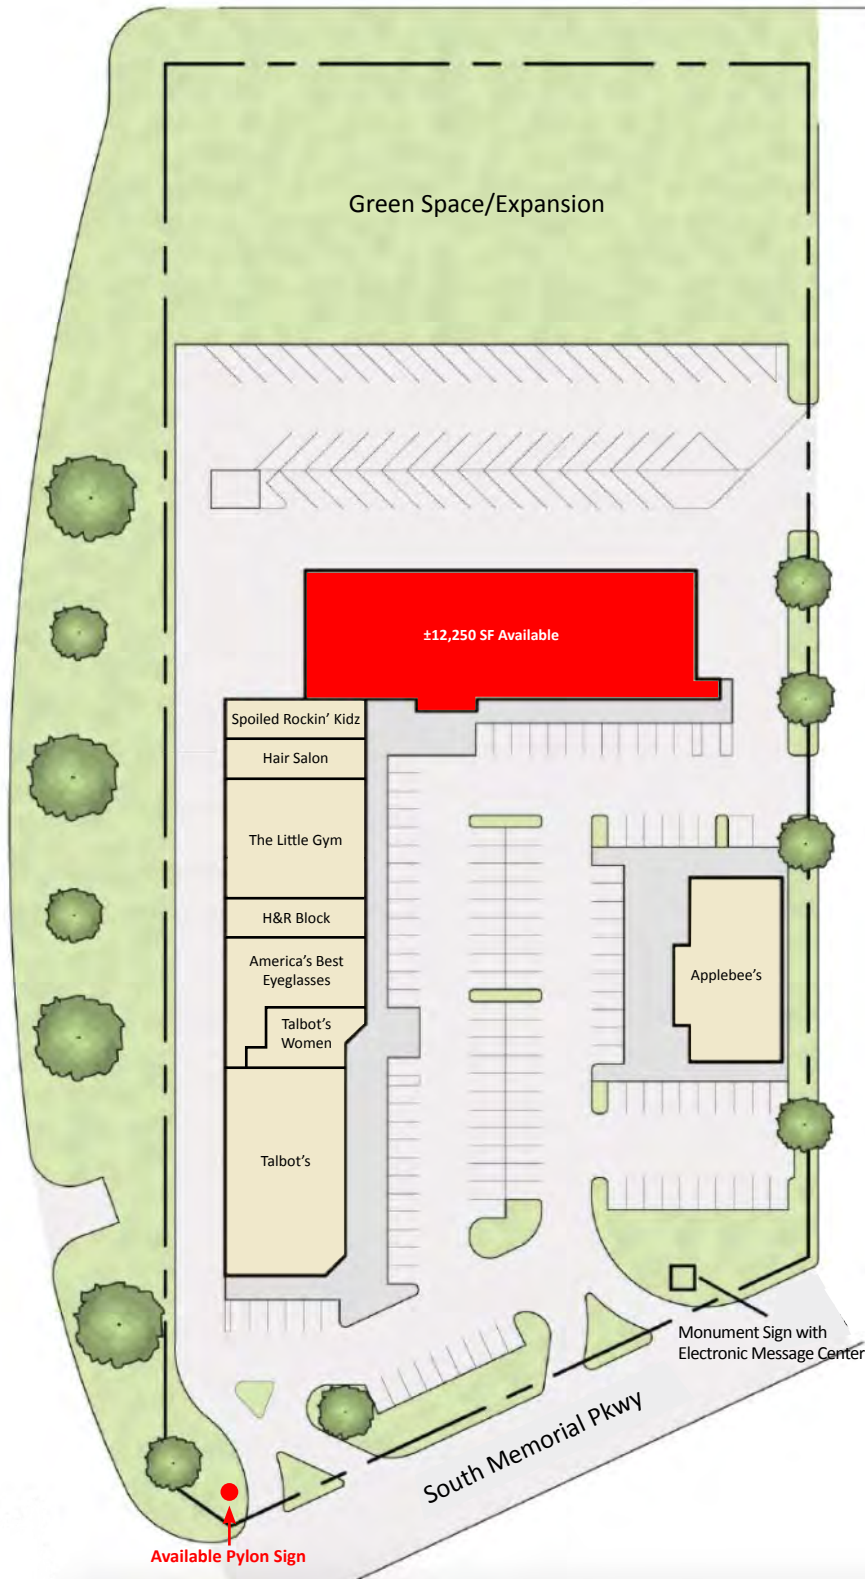 Green Space/Expansion
±12,250 SF Available
Spoiled Rockin’ Kidz
Hair Salon
The Little Gym
H&R Block
America’s Best
Eyeglasses
Talbot’s
Women
Applebee’s
Talbot’s
Monument Sign with
Electronic Message Center
South Memorial Pkwy
Available Pylon Sign